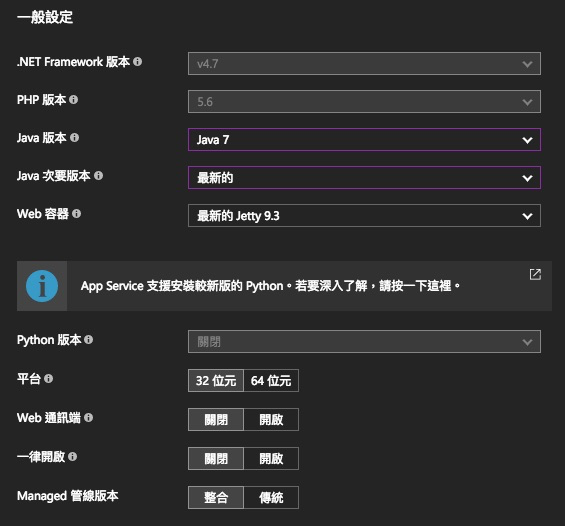 一般設定
.NET Framework 版本 v4.7
PHP 版本 5.6
Java 版本 Java 7
Java 次要版本 最新的
Web 容器 最新的 Jetty 9.3
App Service 支援安裝較新版的 Python。若要深入了解，請按一下這裡。
Python 版本 關閉
平台 32 位元 64 位元
Web 通訊端 關閉 開啟
一律開啟 關閉 開啟
Managed 管線版本 整合 傳統